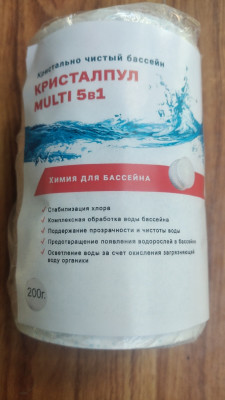 Кристально чистый бассейн
КРИСТАЛПУЛ
MULTI 5в1
Химия для бассейна
Стабилизация хлора
Комплексная обработка воды бассейна
Поддержание прозрачности и чистоты воды
Предотвращение появления водорослей в бассейне
Осветление воды за счет окисления загрязняющей
воду органики
200г.